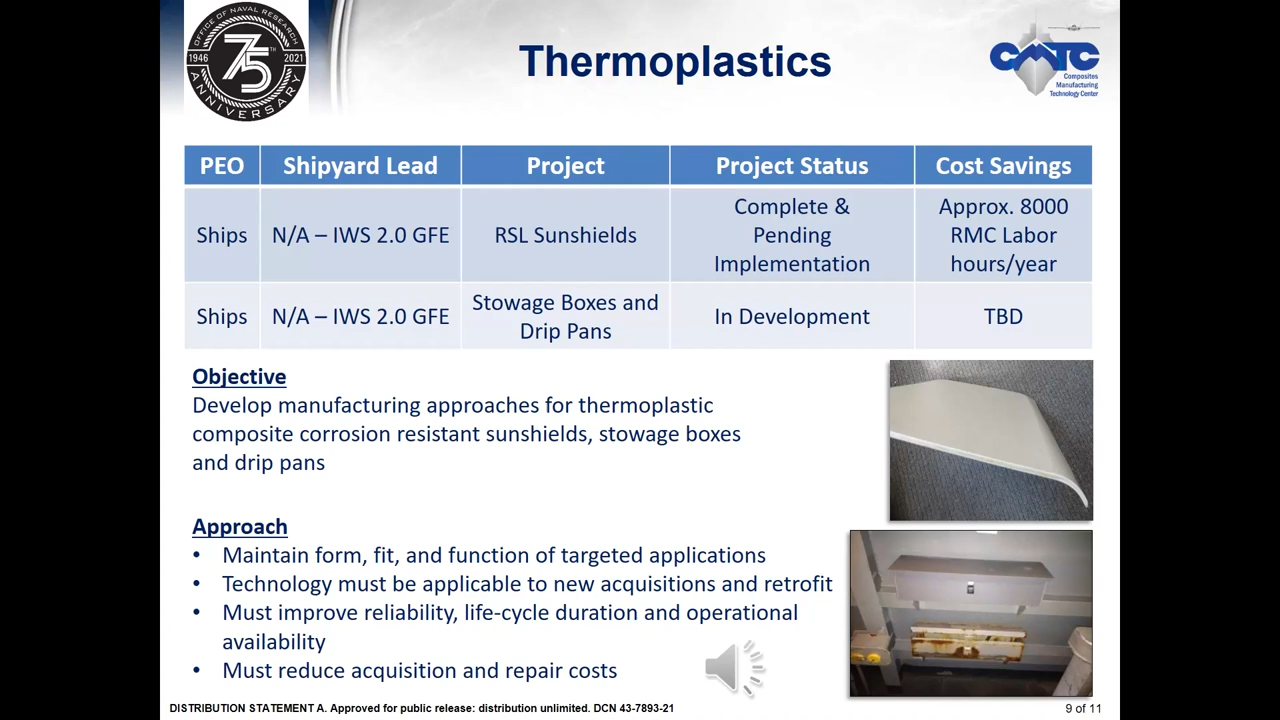 OFFICE OF NAVAL RESEARCH
1946 75TH 2021
ANNIVERSARY
Thermoplastics
CMTC
Composites
Manufacturing
Technology Center
PEO Shipyard Lead Project Project Status Cost Savings
Ships N/A – IWS 2.0 GFE RSL Sunshields Complete & Pending Implementation Approx. 8000 RMC Labor hours/year
Ships N/A – IWS 2.0 GFE Stowage Boxes and Drip Pans In Development TBD
Objective
Develop manufacturing approaches for thermoplastic
composite corrosion resistant sunshields, stowage boxes
and drip pans
Approach
• Maintain form, fit, and function of targeted applications
• Technology must be applicable to new acquisitions and retrofit
• Must improve reliability, life-cycle duration and operational
availability
• Must reduce acquisition and repair costs
DISTRIBUTION STATEMENT A. Approved for public release: distribution unlimited. DCN 43-7893-21
9 of 11